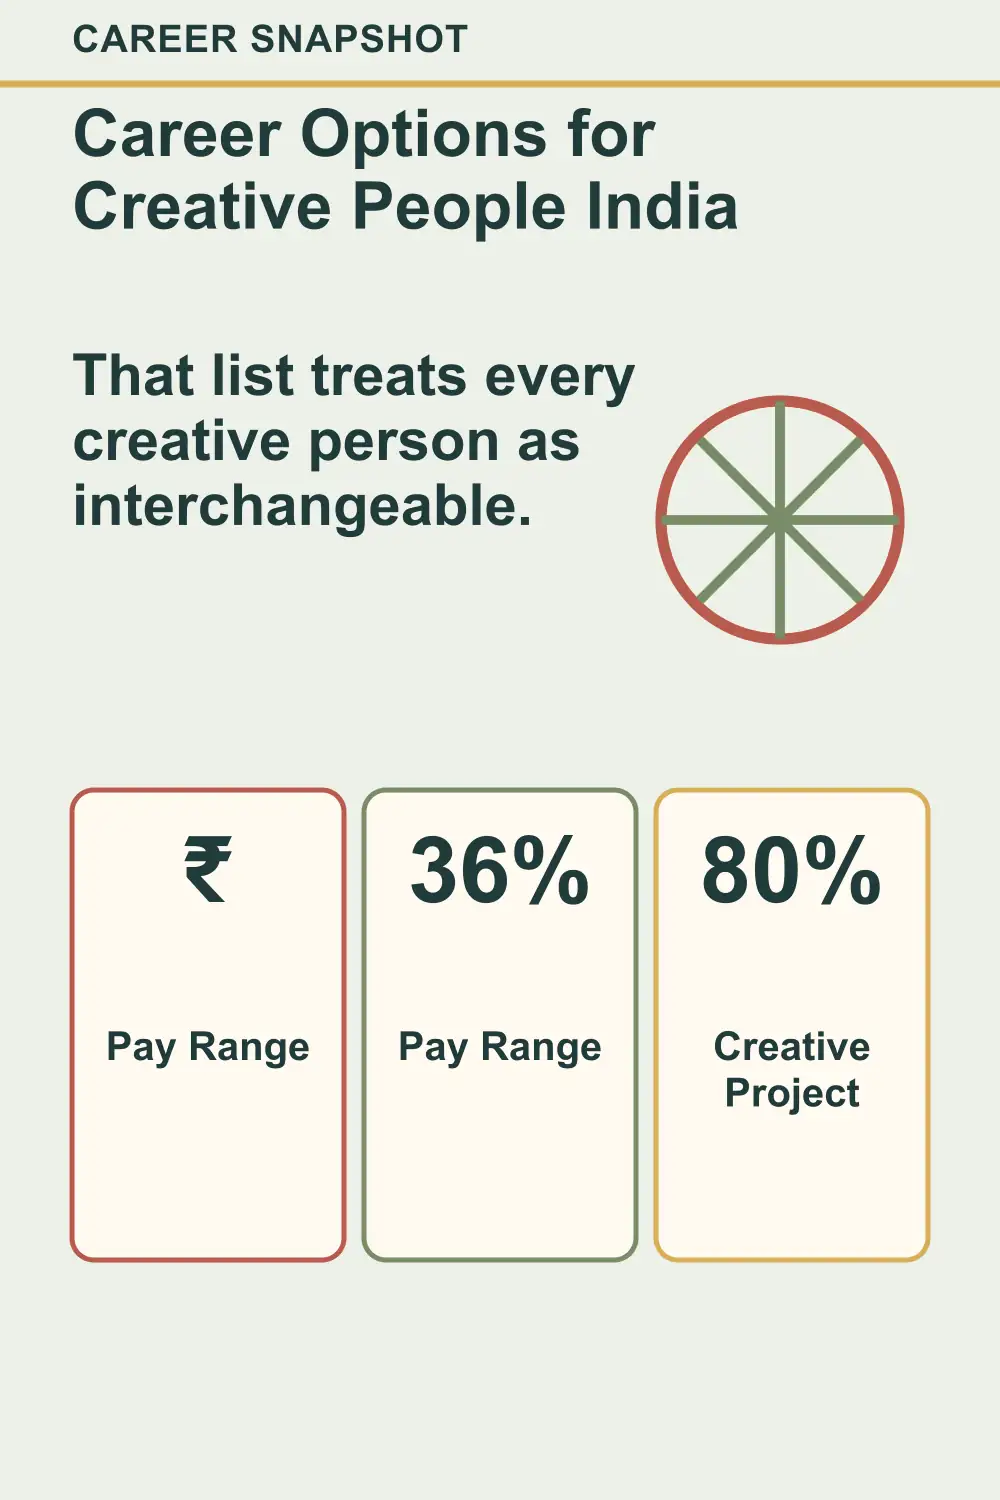 CAREER SNAPSHOT
Career Options for
Creative People India
That list treats every
creative person as
interchangeable.
₹
36%
80%
Pay Range
Pay Range
Creative
Project